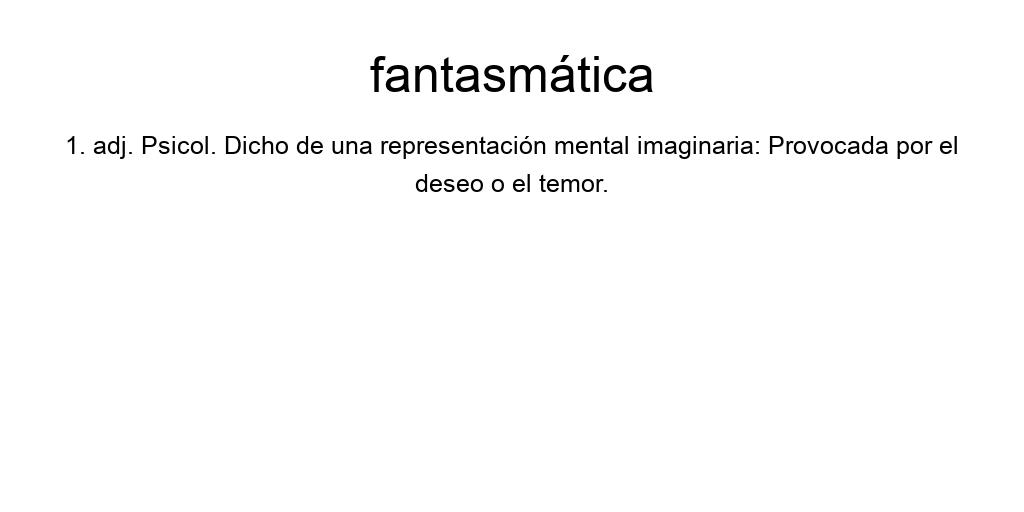 fantasmática
1. adj. Psicol. Dicho de una representación mental imaginaria: Provocada por el
deseo o el temor.